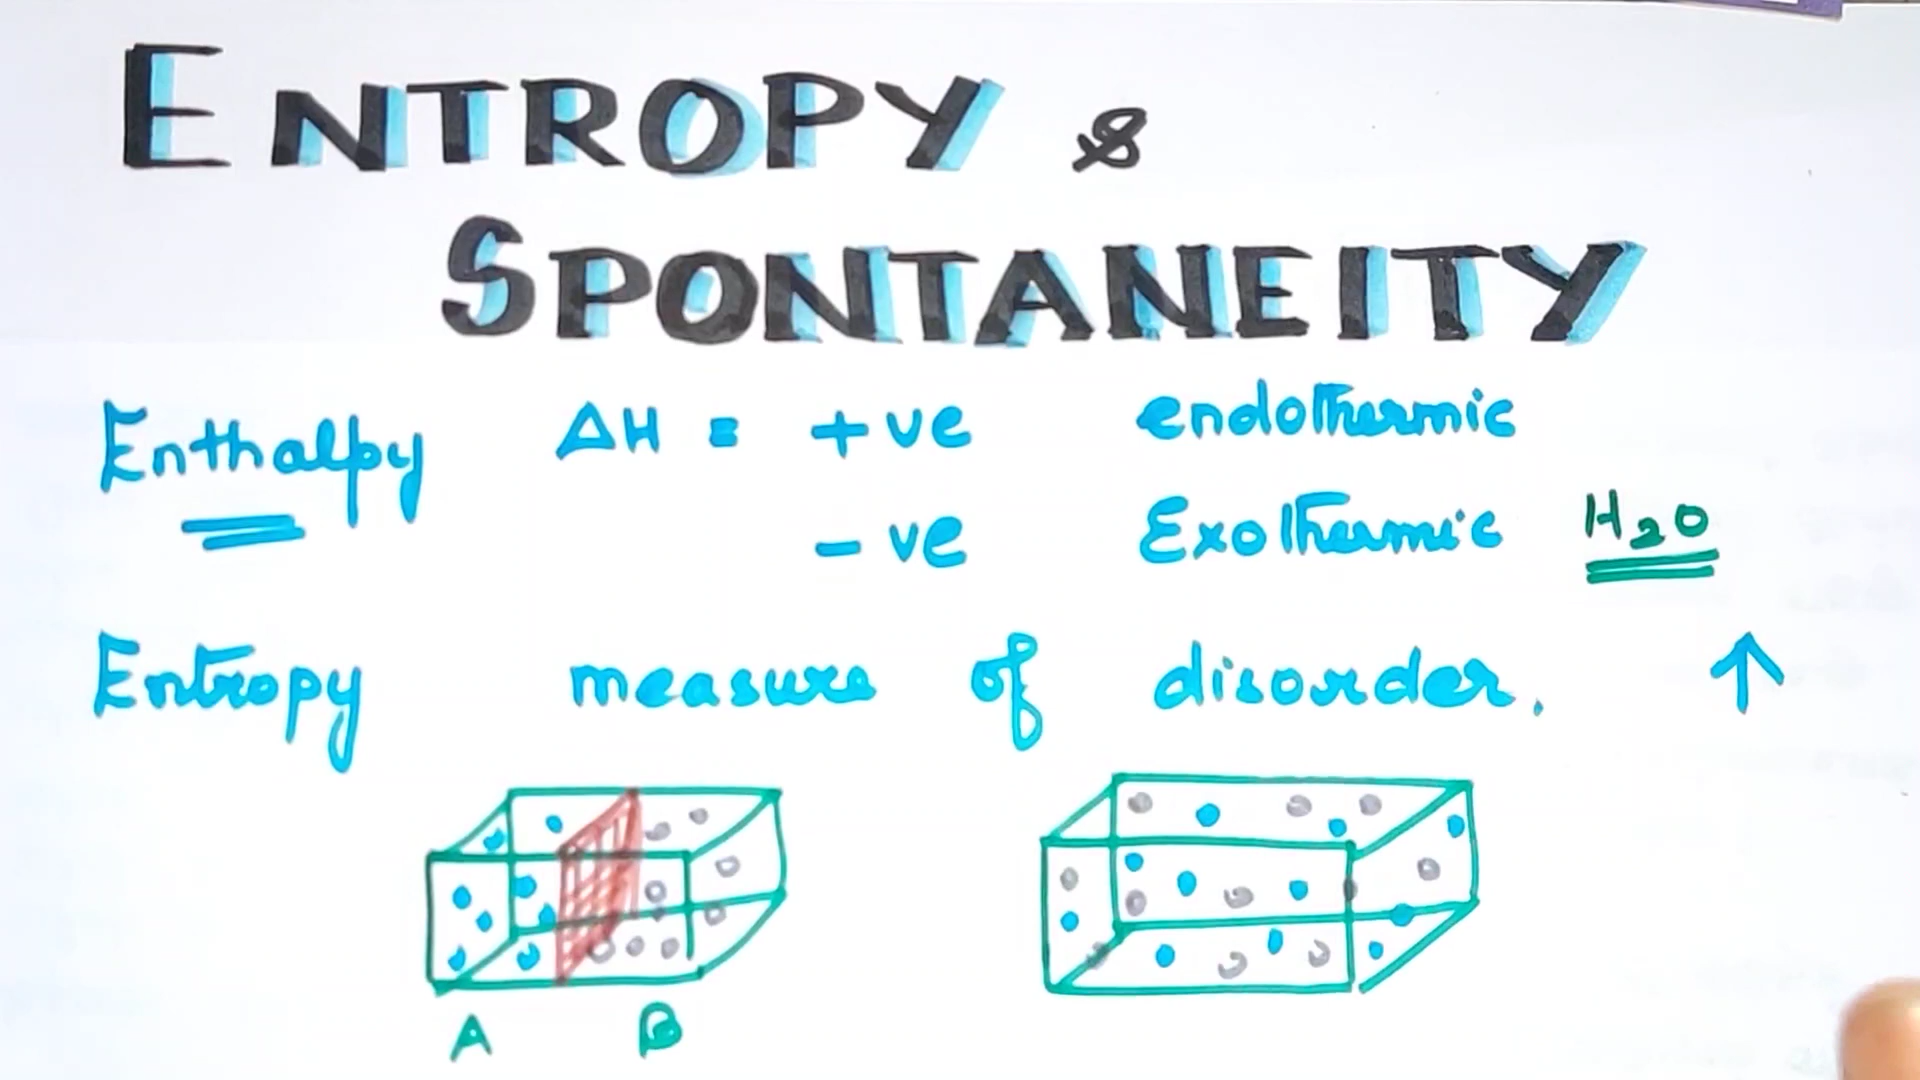 ENTROPY &
SPONTANEITY
Enthalpy ΔH = +ve endothermic
- ve Exothermic H₂O
Entropy measure of disorder. ↑
A B